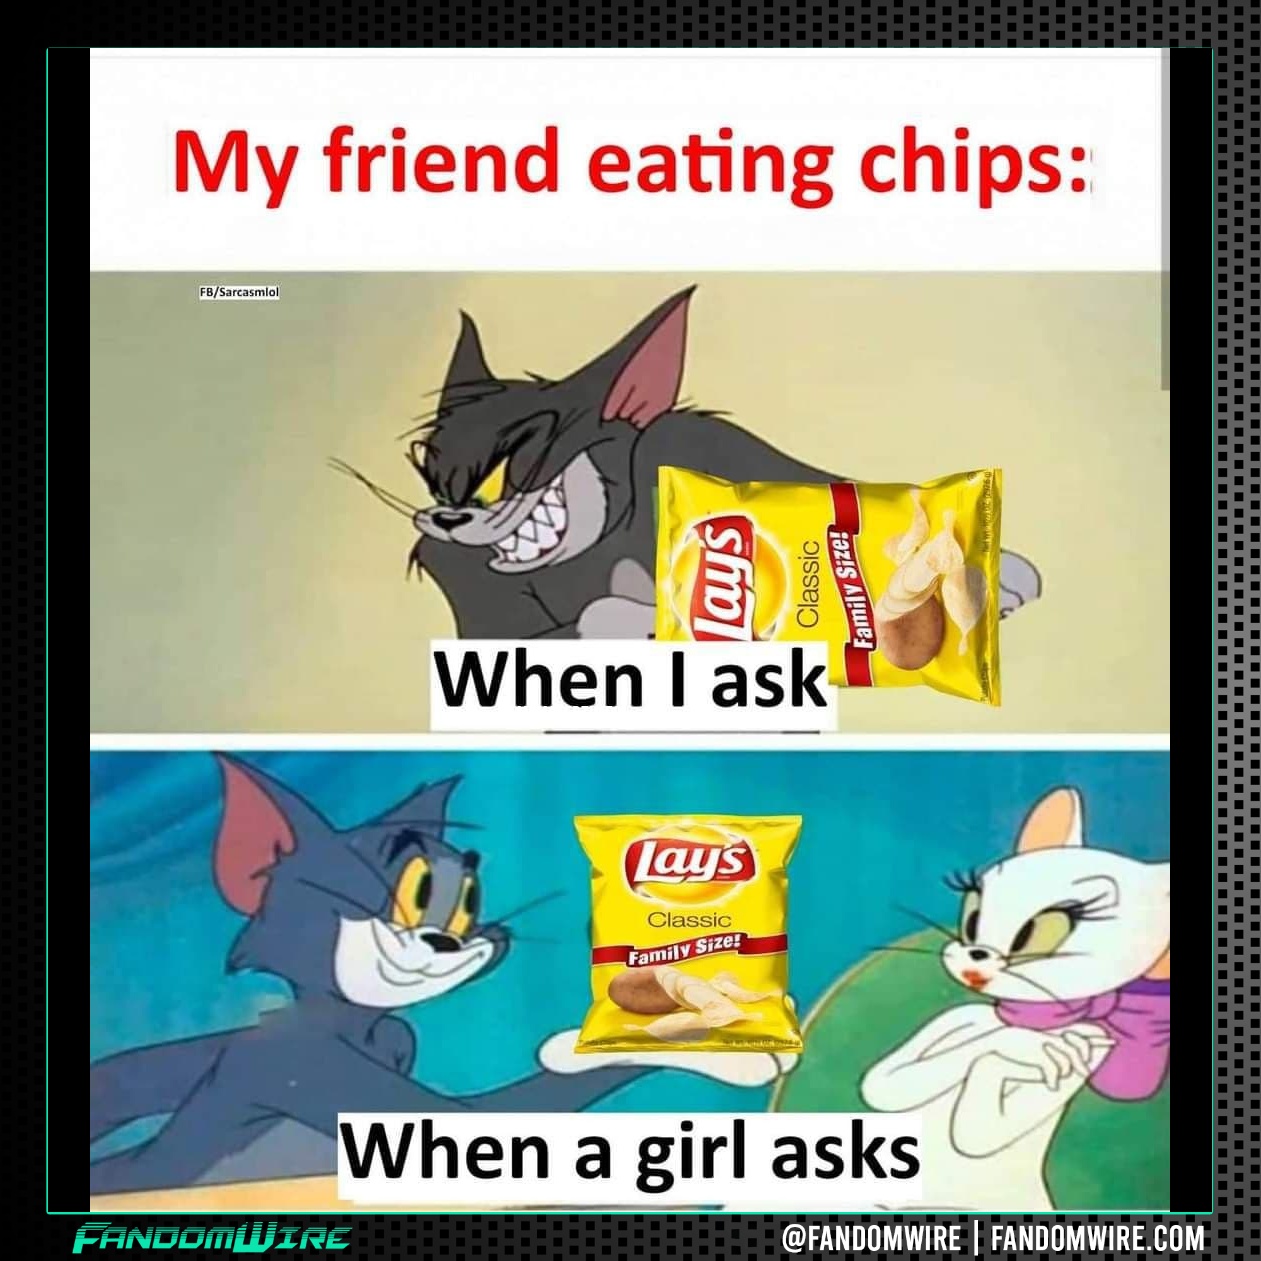 My friend eating chips:
FB/Sarcasmlol
Lay's
Classic
Family Size!
When I ask
Lay's
Classic
Family Size!
When a girl asks
FANDOMWIRE
@FANDOMWIRE | FANDOMWIRE.COM